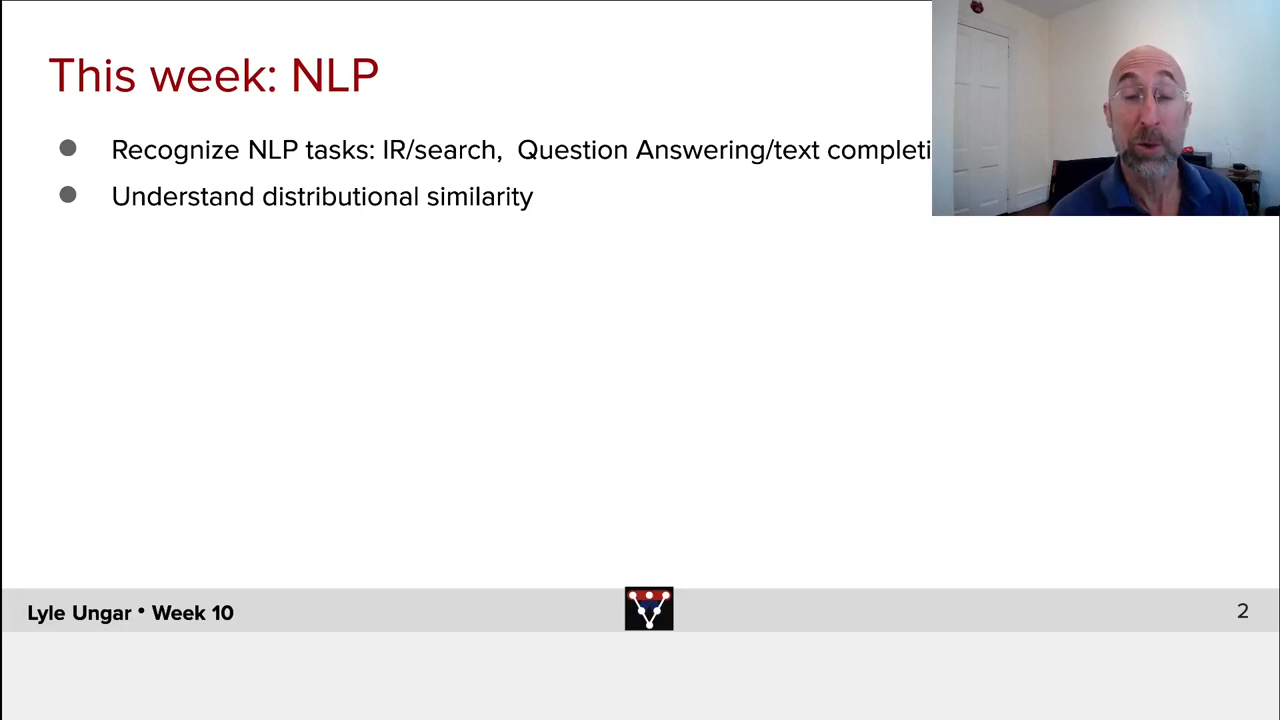 This week: NLP
● Recognize NLP tasks: IR/search, Question Answering/text completi
● Understand distributional similarity
Lyle Ungar • Week 10
2